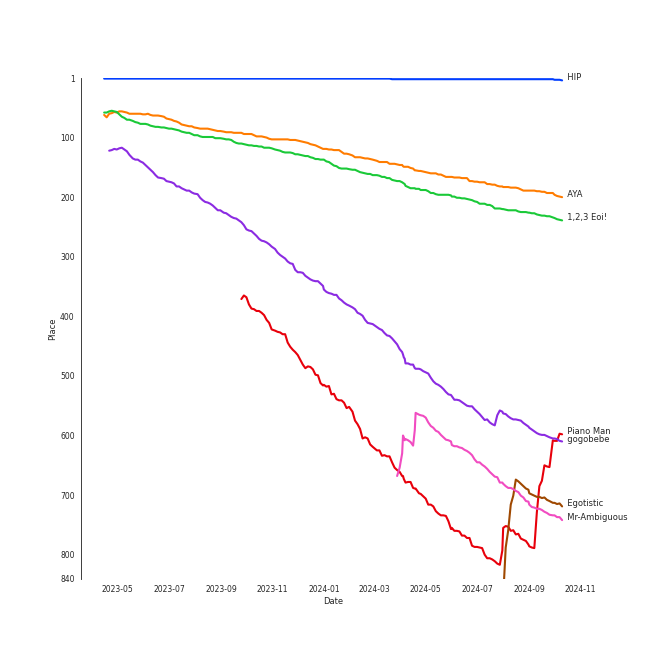 1
100
200
300
400
500
600
700
800
840
Place
2023-05
2023-07
2023-09
2023-11
2024-01
2024-03
2024-05
2024-07
2024-09
2024-11
Date
HIP
AYA
1,2,3 Eoi!
Piano Man
gogobebe
Egotistic
Mr-Ambiguous